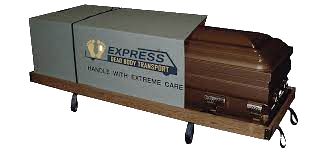 EXPRESS
DEAD BODY TRANSPORT
HANDLE WITH EXTREME CARE